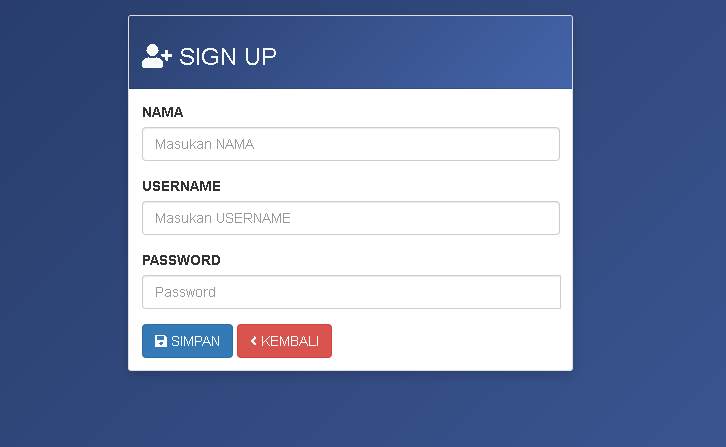 SIGN UP
NAMA
Masukan NAMA
USERNAME
Masukan USERNAME
PASSWORD
Password
SIMPAN KEMBALI